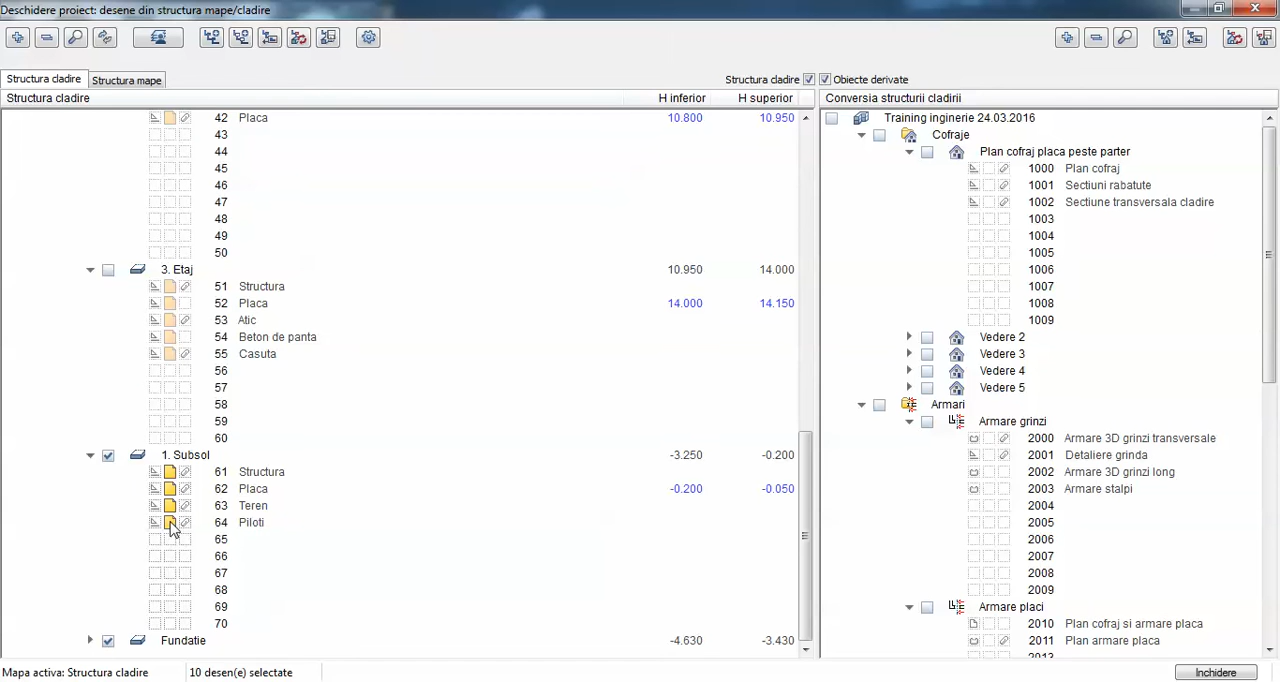 Deschidere proiect: desene din structura mape/cladire
Structura cladire
Structura mape
Structura cladire
Obiecte derivate
Structura cladire
H inferior
H superior
Conversia structurii cladirii
42 Placa 10.800 10.950
43
44
45
46
47
48
49
50
3. Etaj 10.950 14.000
51 Structura
52 Placa 14.000 14.150
53 Atic
54 Beton de panta
55 Casuta
56
57
58
59
60
1. Subsol -3.250 -0.200
61 Structura
62 Placa -0.200 -0.050
63 Teren
64 Piloti
65
66
67
68
69
70
Fundatie -4.630 -3.430
Training inginerie 24.03.2016
Cofraje
Plan cofraj placa peste parter
1000 Plan cofraj
1001 Sectiuni rabatute
1002 Sectiune transversala cladire
1003
1004
1005
1006
1007
1008
1009
Vedere 2
Vedere 3
Vedere 4
Vedere 5
Armari
Armare grinzi
2000 Armare 3D grinzi transversale
2001 Detaliere grinda
2002 Armare 3D grinzi long
2003 Armare stalpi
2004
2005
2006
2007
2008
2009
Armare placi
2010 Plan cofraj si armare placa
2011 Plan armare placa
Mapa activa: Structura cladire
10 desen(e) selectate
Inchidere